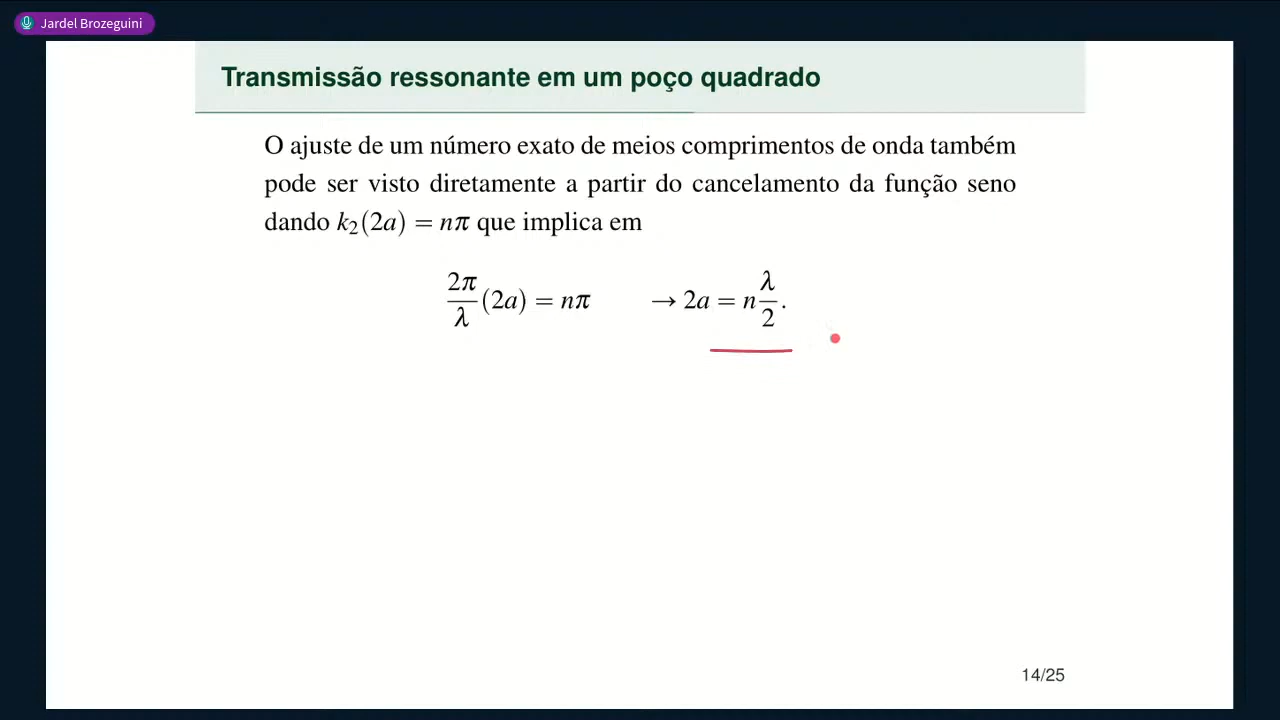 Jardel Brozeguini
Transmissão ressonante em um poço quadrado
O ajuste de um número exato de meios comprimentos de onda também
pode ser visto diretamente a partir do cancelamento da função seno
dando k₂(2a) = nπ que implica em
2π/λ (2a) = nπ → 2a = n λ/2.
14/25